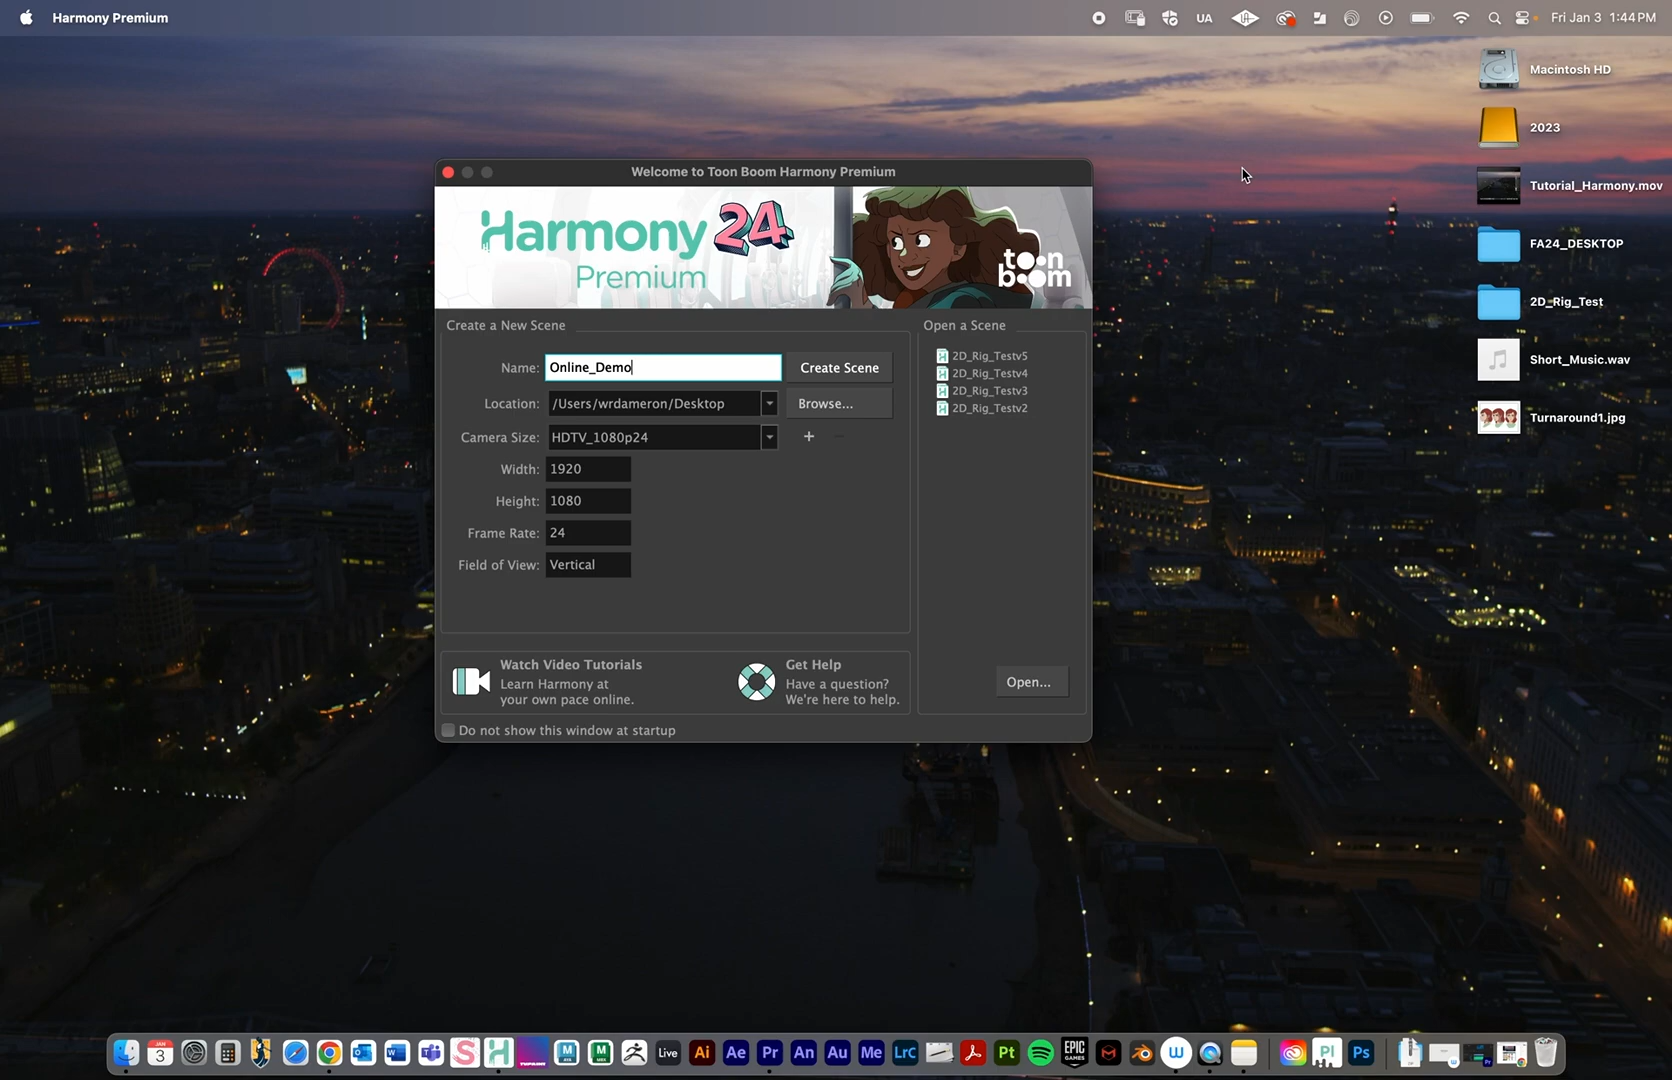 Harmony Premium
UA
Fri Jan 3 1:44PM
Macintosh HD
2023
Tutorial_Harmony.mov
FA24_DESKTOP
2D_Rig_Test
Short_Music.wav
Turnaround1.jpg
Welcome to Toon Boom Harmony Premium
Harmony 24
Premium
toon boom
Create a New Scene
Name: Online_Demo Create Scene
Location: /Users/wrdameron/Desktop Browse...
Camera Size: HDTV_1080p24
Width: 1920
Height: 1080
Frame Rate: 24
Field of View: Vertical
Open a Scene
2D_Rig_Testv5
2D_Rig_Testv4
2D_Rig_Testv3
2D_Rig_Testv2
Open...
Watch Video Tutorials
Learn Harmony at
your own pace online.
Get Help
Have a question?
We're here to help.
Do not show this window at startup
JAN 3 Live Ai Ae Pr An Au Me LrC Pt EPIC GAMES Pl Ps